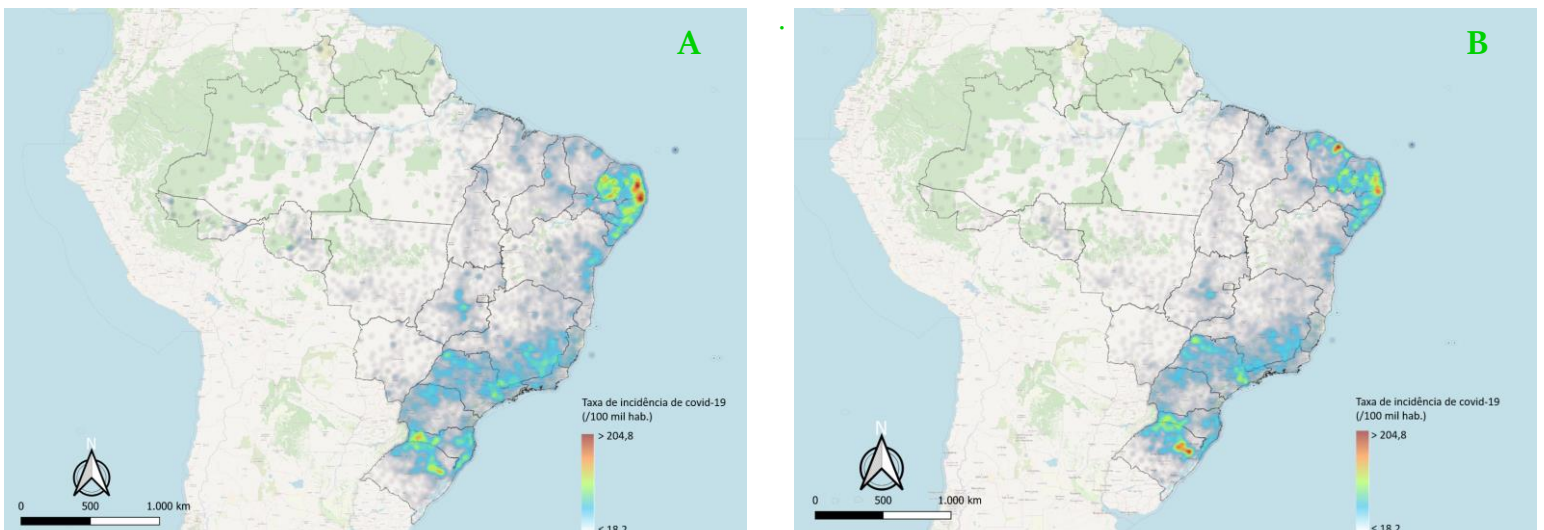 A
Taxa de incidência de covid-19
(/100 mil hab.)
> 204,8
< 18,2
N
0 500 1.000 km
B
Taxa de incidência de covid-19
(/100 mil hab.)
> 204,8
< 18,2
N
0 500 1.000 km